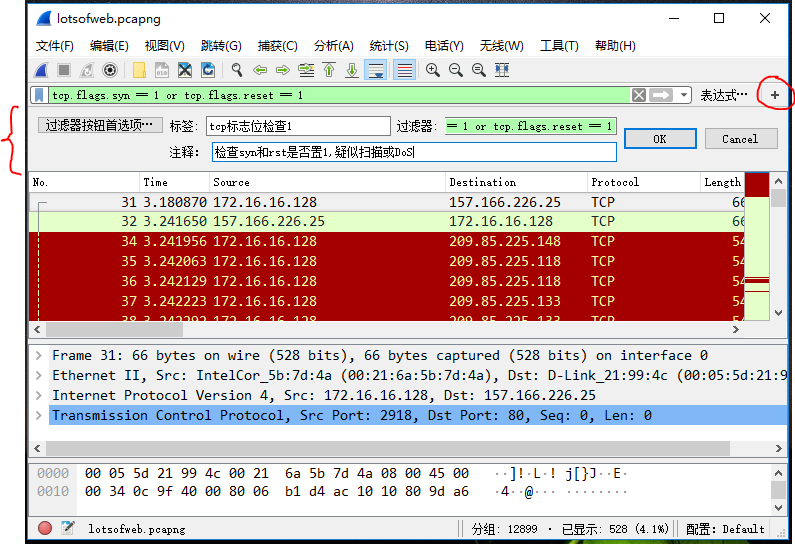 lotsofweb.pcapng
文件(F) 编辑(E) 视图(V) 跳转(G) 捕获(C) 分析(A) 统计(S) 电话(Y) 无线(W) 工具(T) 帮助(H)
tcp.flags.syn == 1 or tcp.flags.reset == 1 表达式… +
过滤器按钮首选项… 标签: tcp标志位检查1 过滤器: = 1 or tcp.flags.reset == 1 OK Cancel
注释: 检查syn和rst是否置1,疑似扫描或DoS
No. Time Source Destination Protocol Length
31 3.180870 172.16.16.128 157.166.226.25 TCP 66
32 3.241650 157.166.226.25 172.16.16.128 TCP 66
34 3.241956 172.16.16.128 209.85.225.148 TCP 54
35 3.242063 172.16.16.128 209.85.225.118 TCP 54
36 3.242129 172.16.16.128 209.85.225.118 TCP 54
37 3.242223 172.16.16.128 209.85.225.133 TCP 54
38 3.242292 172.16.16.128 209.85.225.133 TCP 54
Frame 31: 66 bytes on wire (528 bits), 66 bytes captured (528 bits) on interface 0
Ethernet II, Src: IntelCor_5b:7d:4a (00:21:6a:5b:7d:4a), Dst: D-Link_21:99:4c (00:05:5d:21:9
Internet Protocol Version 4, Src: 172.16.16.128, Dst: 157.166.226.25
Transmission Control Protocol, Src Port: 2918, Dst Port: 80, Seq: 0, Len: 0
0000 00 05 5d 21 99 4c 00 21 6a 5b 7d 4a 08 00 45 00 ··]!·L·! j[}J··E·
0010 00 34 0c 9f 40 00 80 06 b1 d4 ac 10 10 80 9d a6 ·4··@··· ········
lotsofweb.pcapng 分组: 12899 · 已显示: 528 (4.1%) 配置: Default